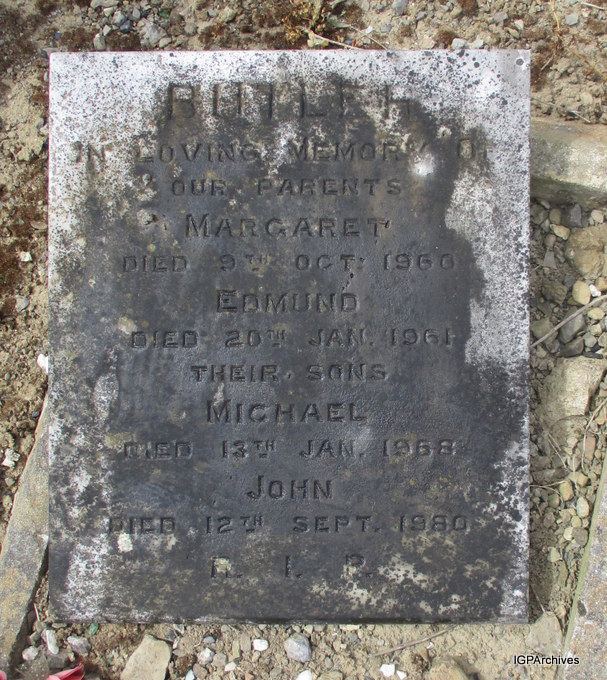 BUTLER
IN LOVING MEMORY OF
OUR PARENTS
MARGARET
DIED 9TH OCT. 1960
EDMUND
DIED 20TH JAN. 1961
THEIR SONS
MICHAEL
DIED 13TH JAN. 1968
JOHN
DIED 12TH SEPT. 1980
R. I. P.
IGPArchives